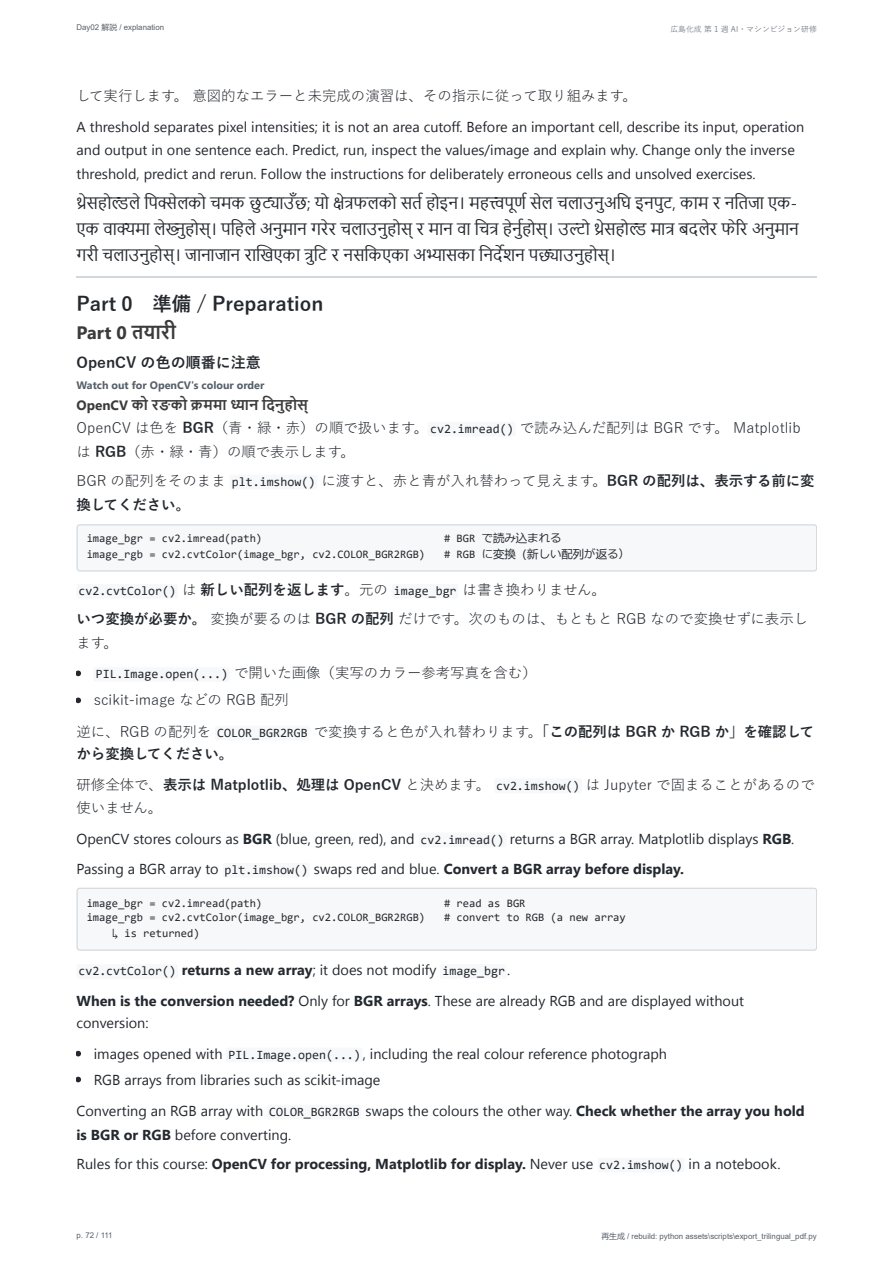 Day02 解説 / explanation
広島化成 第 1 週 AI・マシンビジョン研修
して実行します。 意図的なエラーと未完成の演習は、その指示に従って取り組みます。
A threshold separates pixel intensities; it is not an area cutoff. Before an important cell, describe its input, operation
and output in one sentence each. Predict, run, inspect the values/image and explain why. Change only the inverse
threshold, predict and rerun. Follow the instructions for deliberately erroneous cells and unsolved exercises.
थ्रेसहोल्डले पिक्सेलको चमक छुट्याउँछ; यो क्षेत्रफलको सर्त होइन। महत्त्वपूर्ण सेल चलाउनुअघि इनपुट, काम र नतिजा एक-
एक वाक्यमा लेख्नुहोस्। पहिले अनुमान गरेर चलाउनुहोस् र मान वा चित्र हेर्नुहोस्। उल्टो थ्रेसहोल्ड मात्र बदलेर फेरि अनुमान
गरी चलाउनुहोस्। जानाजान राखिएका त्रुटि र नसकिएका अभ्यासका निर्देशन पछ्याउनुहोस्।
Part 0 準備 / Preparation
Part 0 तयारी
OpenCV の色の順番に注意
Watch out for OpenCV's colour order
OpenCV को रङको क्रममा ध्यान दिनुहोस्
OpenCV は色を BGR（青・緑・赤）の順で扱います。 cv2.imread() で読み込んだ配列は BGR です。 Matplotlib
は RGB（赤・緑・青）の順で表示します。
BGR の配列をそのまま plt.imshow() に渡すと、赤と青が入れ替わって見えます。BGR の配列は、表示する前に変
換してください。
image_bgr = cv2.imread(path) # BGR で読み込まれる
image_rgb = cv2.cvtColor(image_bgr, cv2.COLOR_BGR2RGB) # RGB に変換（新しい配列が返る）
cv2.cvtColor() は 新しい配列を返します。元の image_bgr は書き換わりません。
いつ変換が必要か。 変換が要るのは BGR の配列 だけです。次のものは、もともと RGB なので変換せずに表示し
ます。
• PIL.Image.open(...) で開いた画像（実写のカラー参考写真を含む）
• scikit-image などの RGB 配列
逆に、RGB の配列を COLOR_BGR2RGB で変換すると色が入れ替わります。「この配列は BGR か RGB か」を確認して
から変換してください。
研修全体で、表示は Matplotlib、処理は OpenCV と決めます。 cv2.imshow() は Jupyter で固まることがあるので
使いません。
OpenCV stores colours as BGR (blue, green, red), and cv2.imread() returns a BGR array. Matplotlib displays RGB.
Passing a BGR array to plt.imshow() swaps red and blue. Convert a BGR array before display.
image_bgr = cv2.imread(path) # read as BGR
image_rgb = cv2.cvtColor(image_bgr, cv2.COLOR_BGR2RGB) # convert to RGB (a new array
↳ is returned)
cv2.cvtColor() returns a new array; it does not modify image_bgr.
When is the conversion needed? Only for BGR arrays. These are already RGB and are displayed without
conversion:
• images opened with PIL.Image.open(...), including the real colour reference photograph
• RGB arrays from libraries such as scikit-image
Converting an RGB array with COLOR_BGR2RGB swaps the colours the other way. Check whether the array you hold
is BGR or RGB before converting.
Rules for this course: OpenCV for processing, Matplotlib for display. Never use cv2.imshow() in a notebook.
p. 72 / 111
再生成 / rebuild: python assets\scripts\export_trilingual_pdf.py